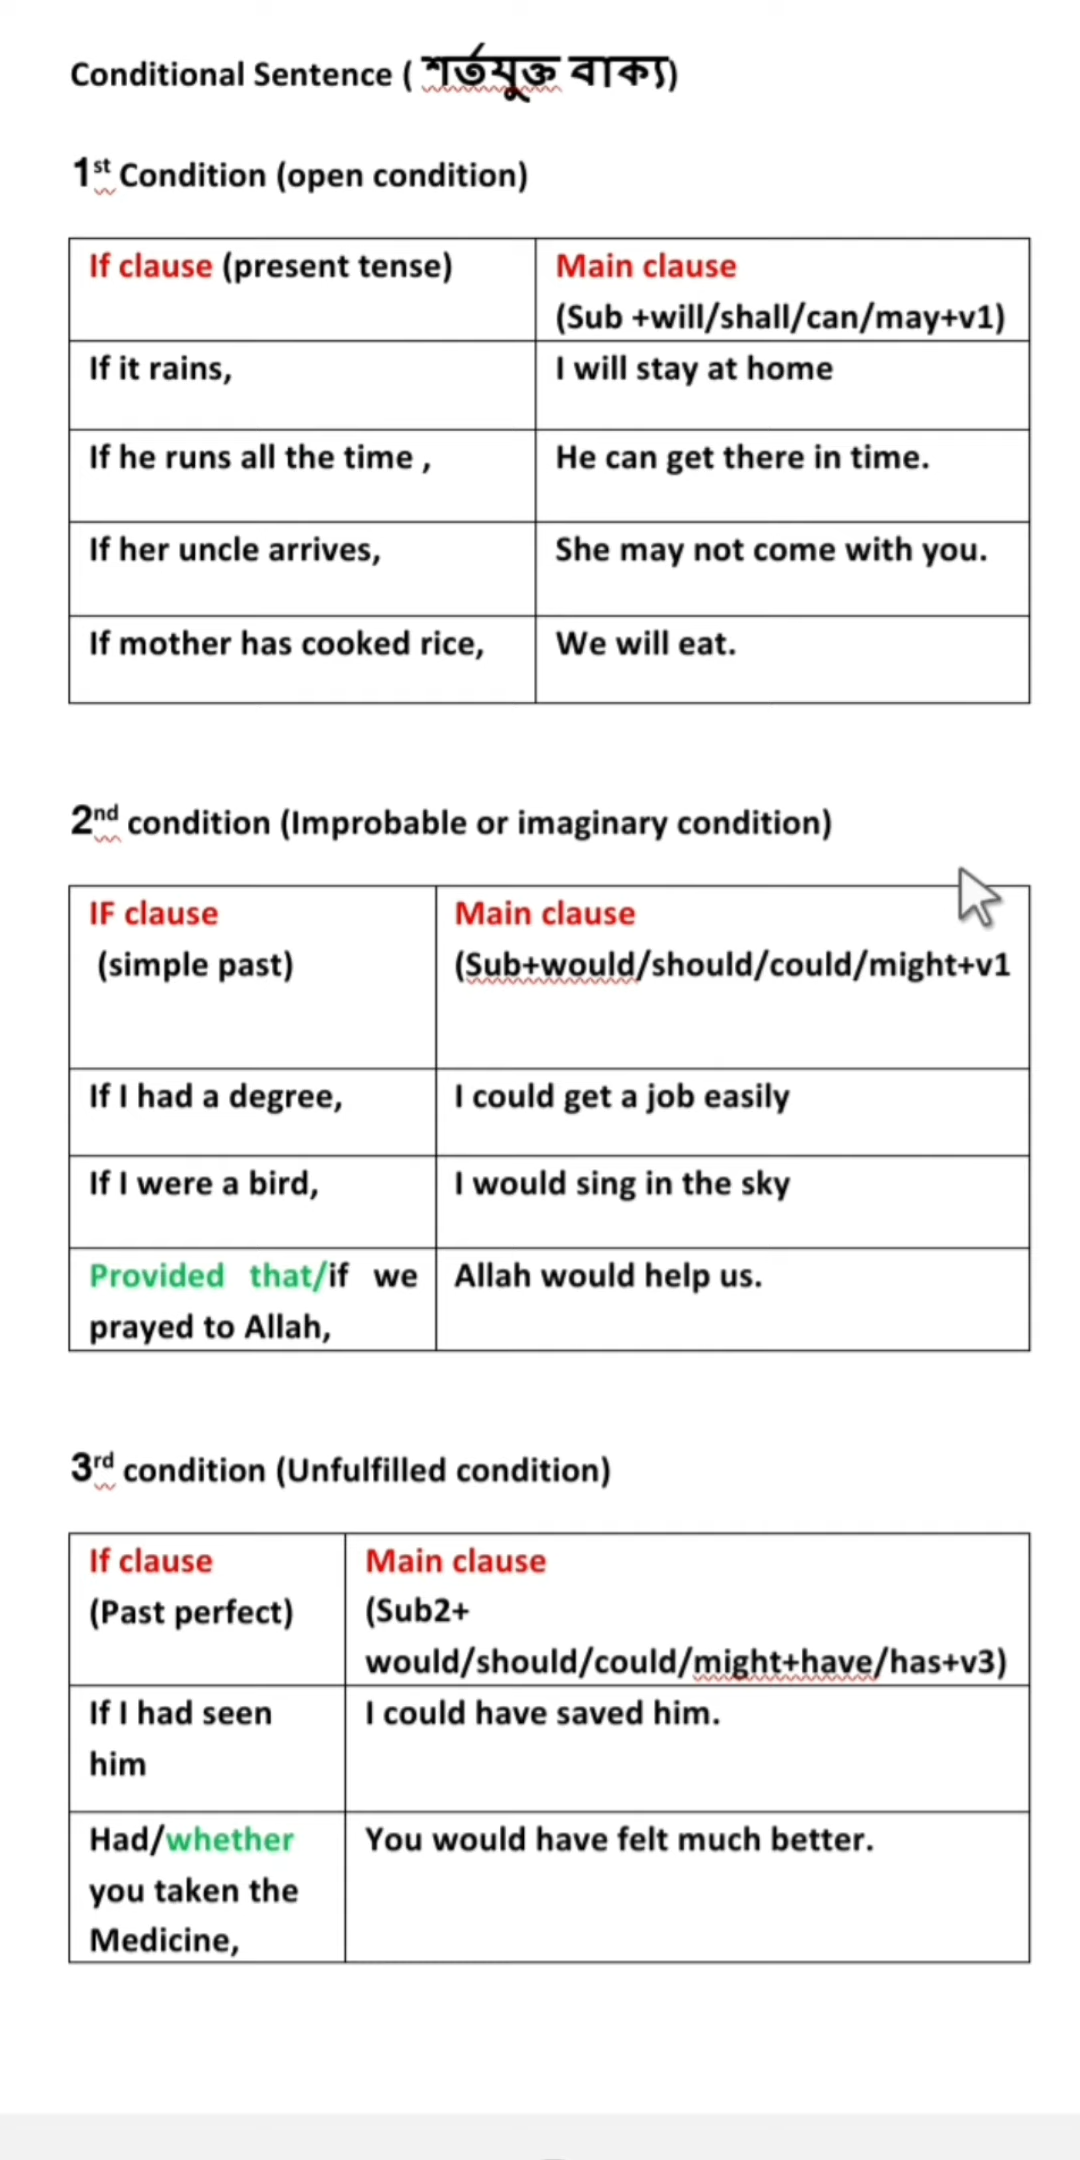 Conditional Sentence ( শর্তযুক্ত বাক্য)
1st Condition (open condition)
If clause (present tense)
Main clause
(Sub +will/shall/can/may+v1)
If it rains,
I will stay at home
If he runs all the time ,
He can get there in time.
If her uncle arrives,
She may not come with you.
If mother has cooked rice,
We will eat.
2nd condition (Improbable or imaginary condition)
IF clause
(simple past)
Main clause
(Sub+would/should/could/might+v1
If I had a degree,
I could get a job easily
If I were a bird,
I would sing in the sky
Provided that/if we
prayed to Allah,
Allah would help us.
3rd condition (Unfulfilled condition)
If clause
(Past perfect)
Main clause
(Sub2+
would/should/could/might+have/has+v3)
If I had seen
him
I could have saved him.
Had/whether
you taken the
Medicine,
You would have felt much better.